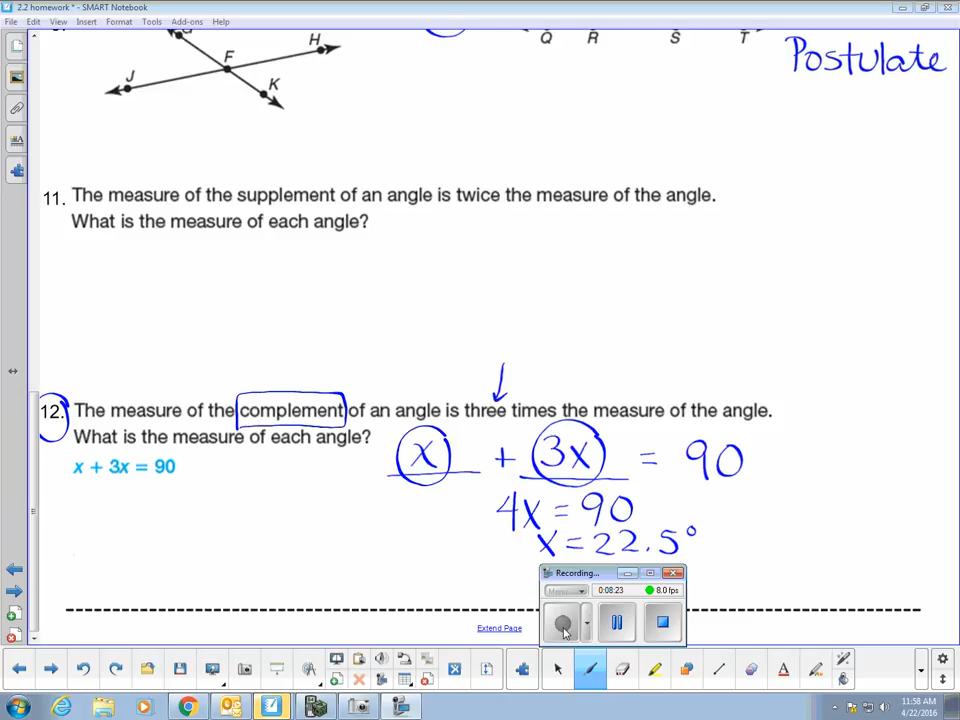 2.2 homework * - SMART Notebook
File Edit View Insert Format Tools Add-ons Help
H
F
J
K
Q R S T
Postulate
11. The measure of the supplement of an angle is twice the measure of the angle.
What is the measure of each angle?
12. The measure of the complement of an angle is three times the measure of the angle.
What is the measure of each angle?
x + 3x = 90
x + 3x = 90
4x = 90
x = 22.5°
Recording...
Menu
0:08:23 8.0 fps
Extend Page
11:58 AM
4/22/2016